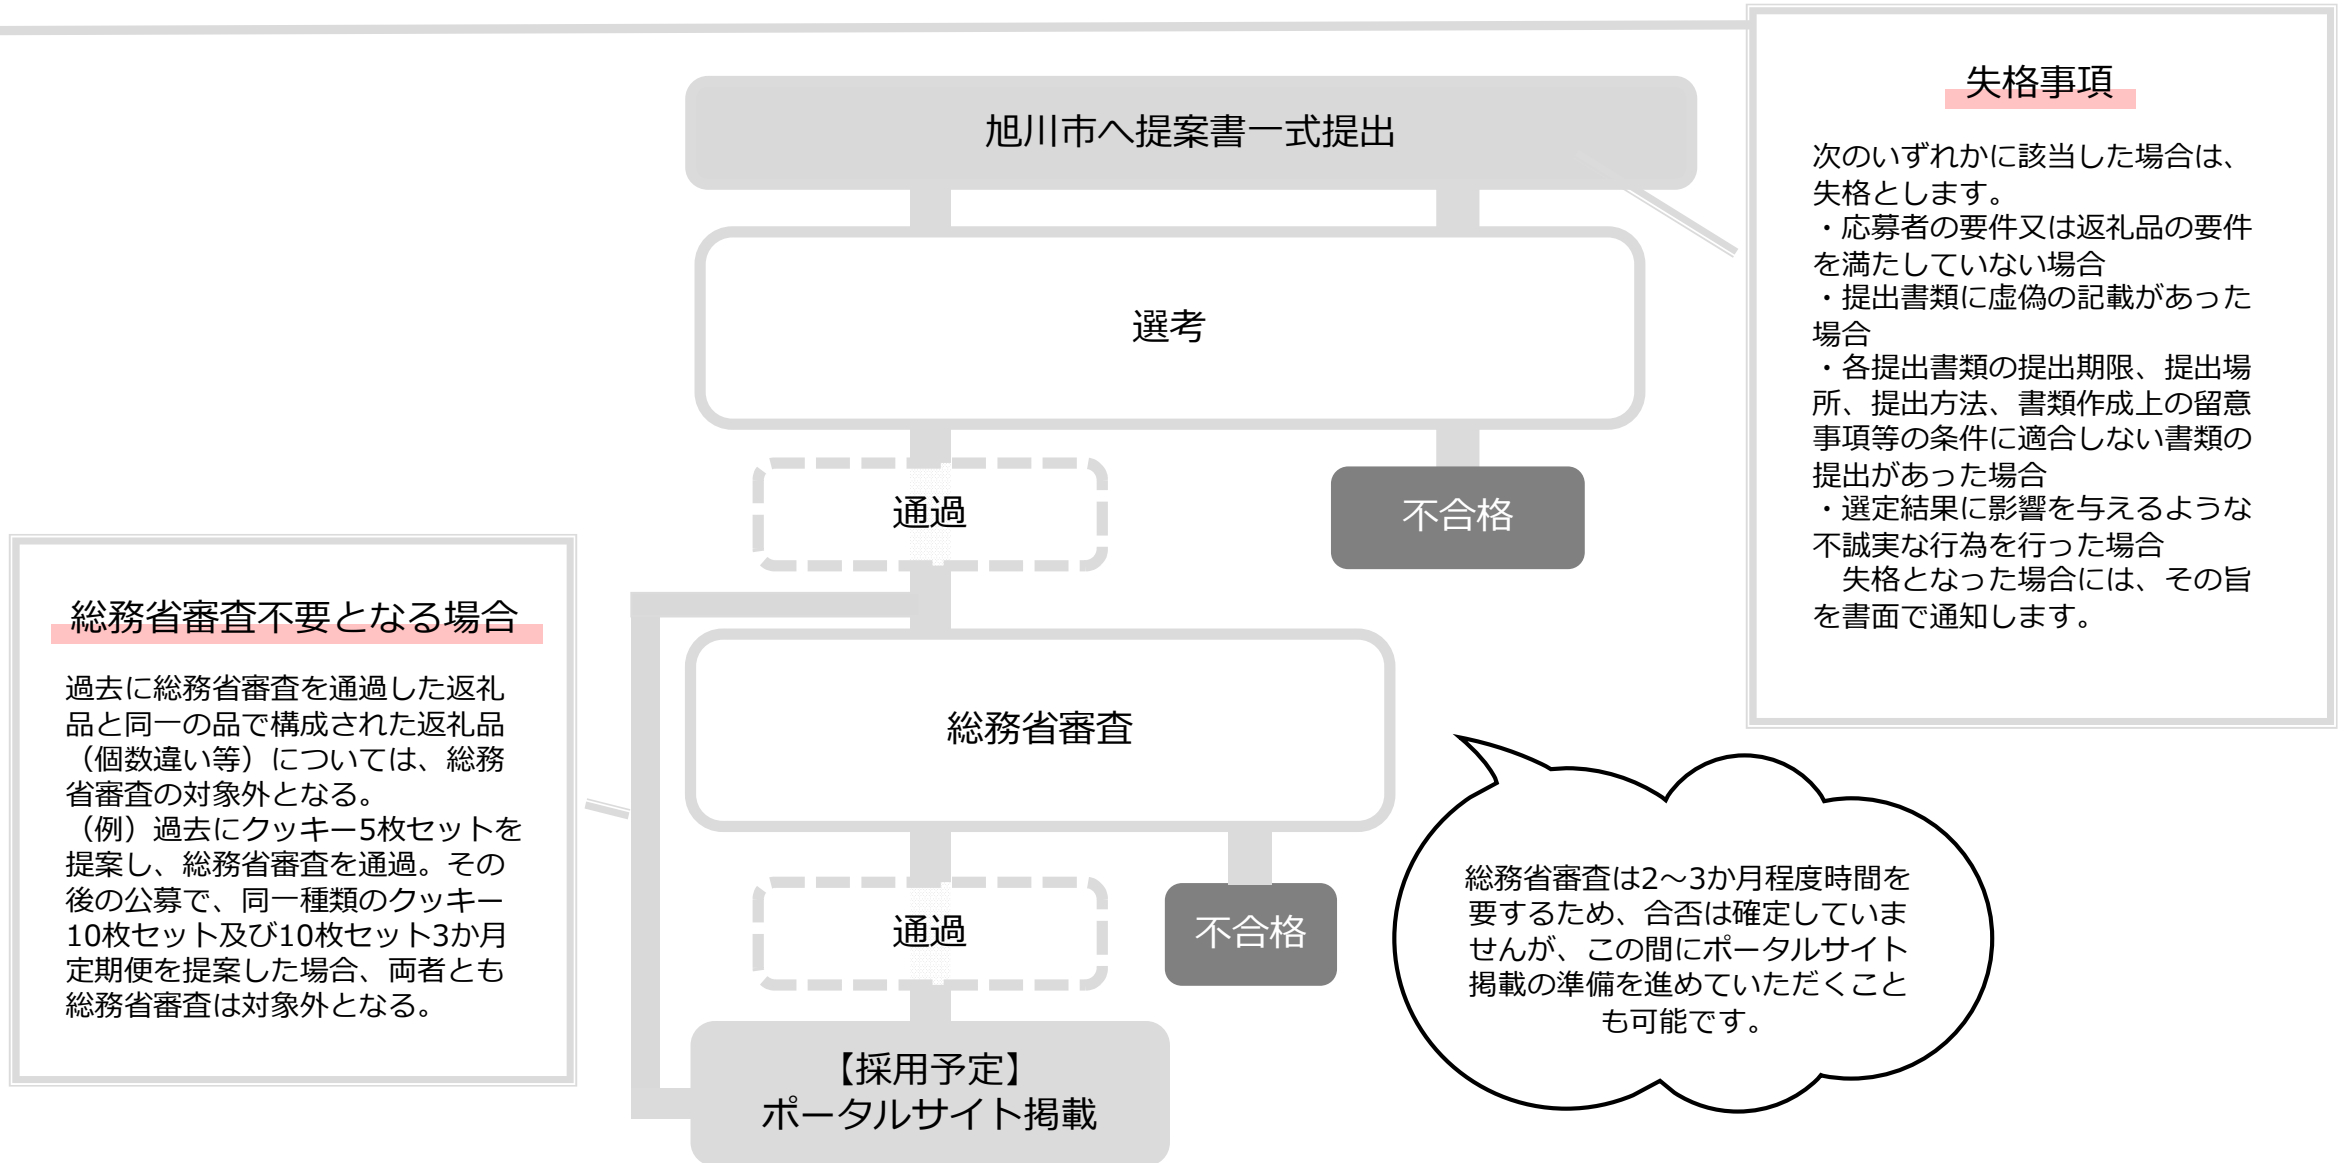 旭川市へ提案書一式提出
選考
通過
不合格
総務省審査
通過
不合格
【採用予定】
ポータルサイト掲載
失格事項
次のいずれかに該当した場合は、
失格とします。
・応募者の要件又は返礼品の要件
を満たしていない場合
・提出書類に虚偽の記載があった
場合
・各提出書類の提出期限、提出場
所、提出方法、書類作成上の留意
事項等の条件に適合しない書類の
提出があった場合
・選定結果に影響を与えるような
不誠実な行為を行った場合
　失格となった場合には、その旨
を書面で通知します。
総務省審査不要となる場合
過去に総務省審査を通過した返礼
品と同一の品で構成された返礼品
（個数違い等）については、総務
省審査の対象外となる。
（例）過去にクッキー5枚セットを
提案し、総務省審査を通過。その
後の公募で、同一種類のクッキー
10枚セット及び10枚セット3か月
定期便を提案した場合、両者とも
総務省審査は対象外となる。
総務省審査は2～3か月程度時間を
要するため、合否は確定していま
せんが、この間にポータルサイト
掲載の準備を進めていただくこと
も可能です。